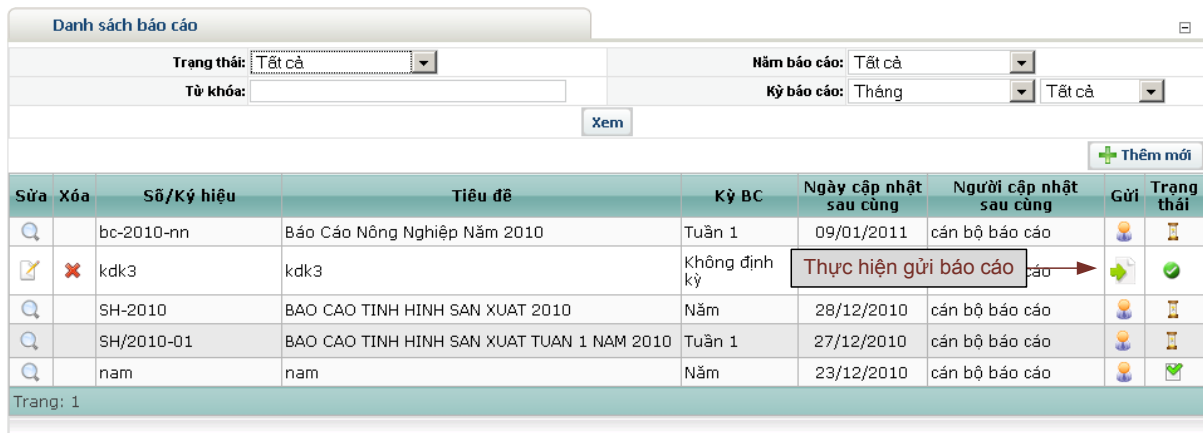 Danh sách báo cáo
Trạng thái: Tất cả Năm báo cáo: Tất cả
Từ khóa: Kỳ báo cáo: Tháng Tất cả
Xem
Thêm mới
Sửa Xóa Số/Ký hiệu Tiêu đề Kỳ BC Ngày cập nhật sau cùng Người cập nhật sau cùng Gửi Trạng thái
bc-2010-nn Báo Cáo Nông Nghiệp Năm 2010 Tuần 1 09/01/2011 cán bộ báo cáo
kdk3 kdk3 Không định kỳ Thực hiện gửi báo cáo cáo
SH-2010 BAO CAO TINH HINH SAN XUAT 2010 Năm 28/12/2010 cán bộ báo cáo
SH/2010-01 BAO CAO TINH HINH SAN XUAT TUAN 1 NAM 2010 Tuần 1 27/12/2010 cán bộ báo cáo
nam nam Năm 23/12/2010 cán bộ báo cáo
Trang: 1